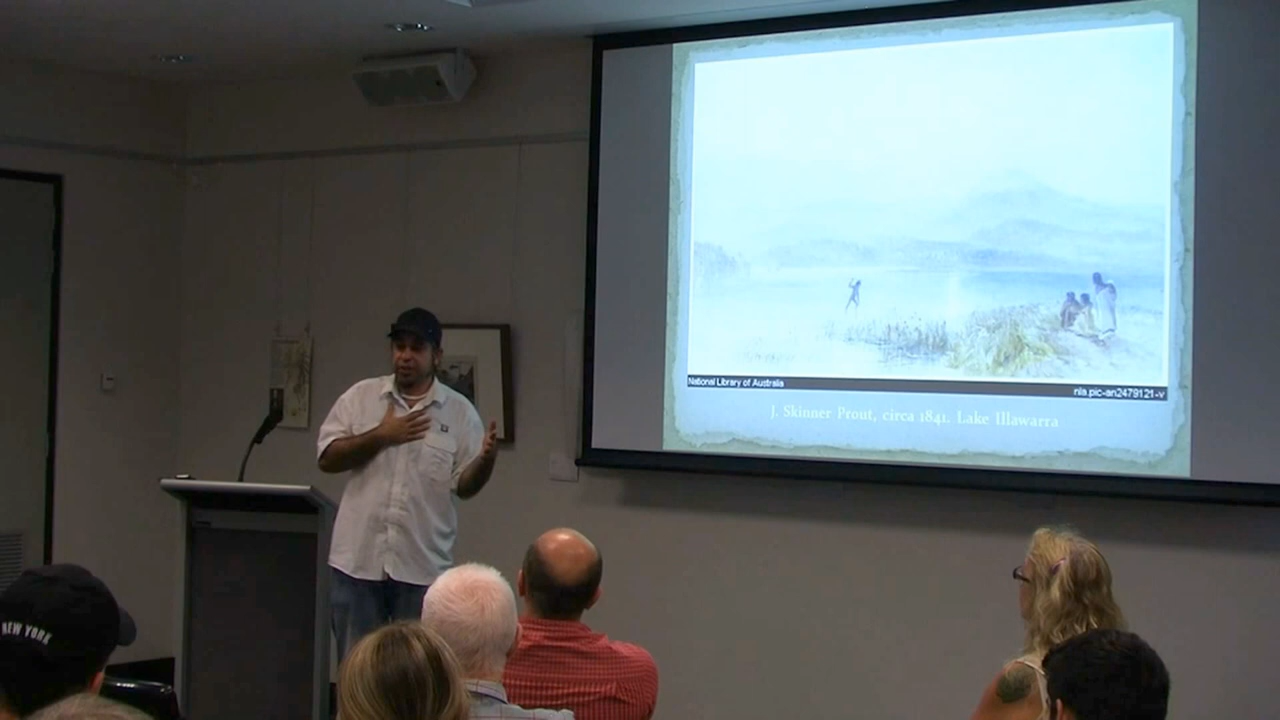 National Library of Australia
nla.pic-an2479121-v
J. Skinner Prout, circa 1841. Lake Illawarra
NEW YORK